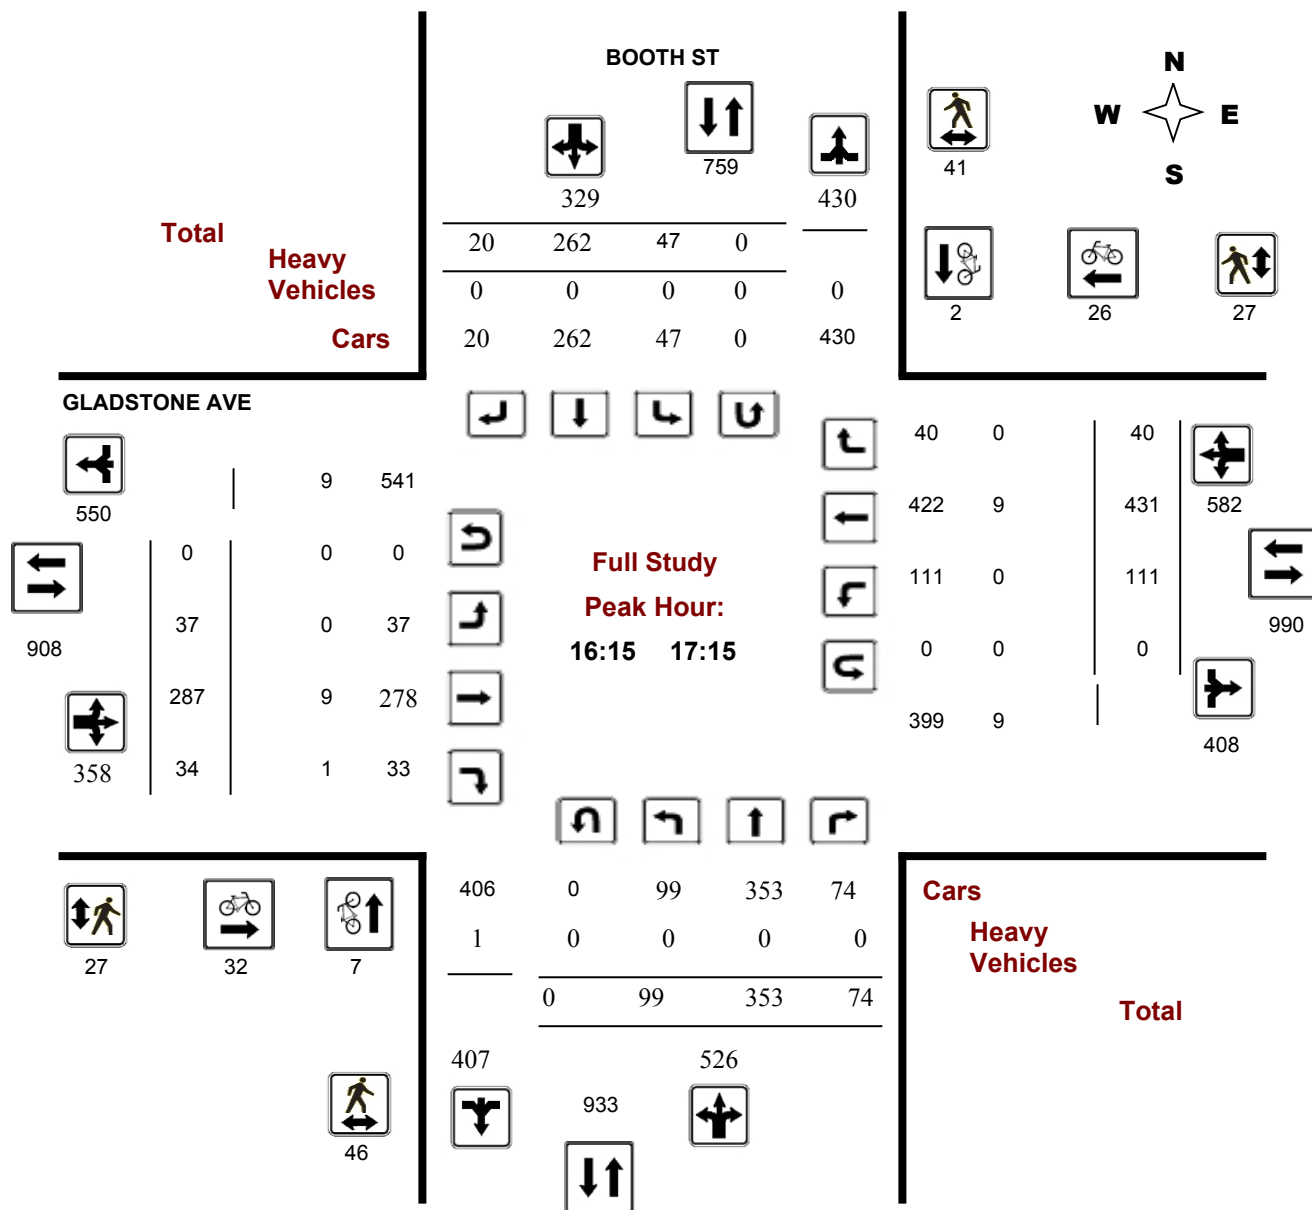 BOOTH ST
N
W E
S
759
41
329
430
Total
20 262 47 0
Heavy
Vehicles
0 0 0 0 0
2 26 27
Cars
20 262 47 0 430
GLADSTONE AVE
40 0 40
9 541
550
422 9 431 582
0 0 0
Full Study
111 0 111
Peak Hour:
37 0 37
990
908
16:15 17:15
0 0 0
287 9 278
399 9
408
358
34 1 33
406 0 99 353 74
Cars
1 0 0 0 0
Heavy
Vehicles
27 32 7
0 99 353 74
Total
407 526
933
46